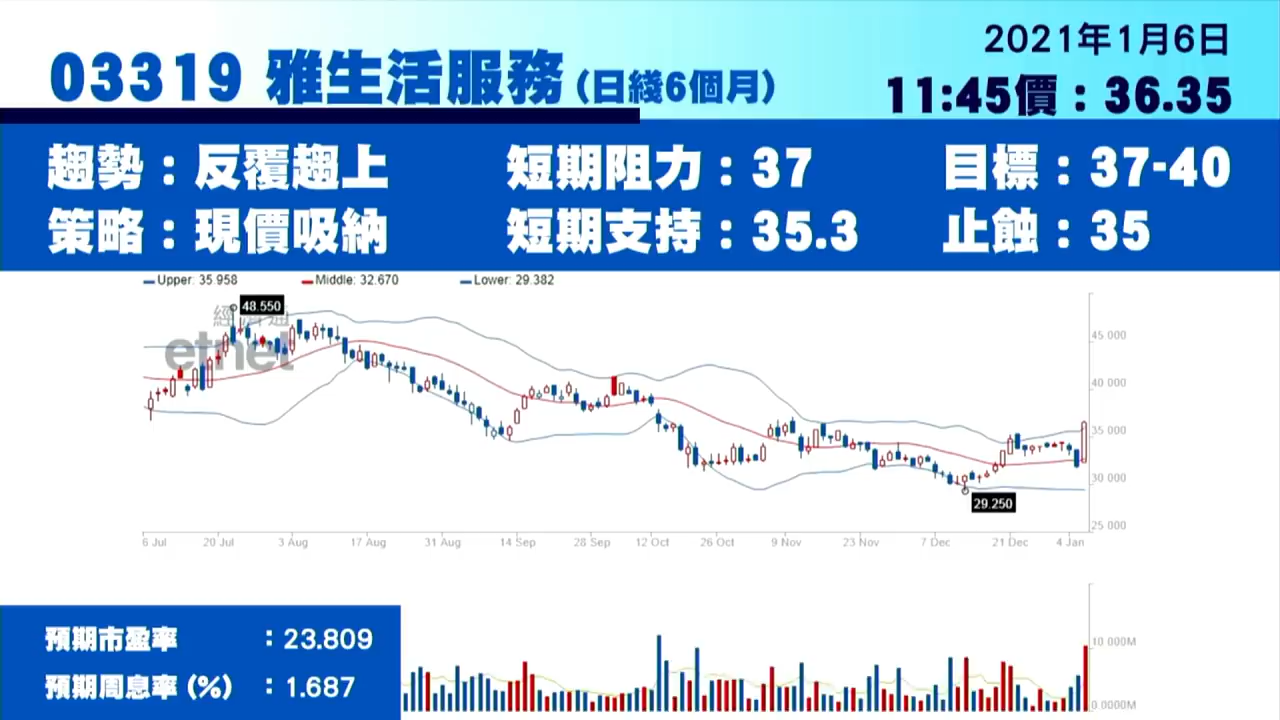 03319 雅生活服務 (日綫6個月)
2021年1月6日
11:45價：36.35
趨勢：反覆趨上
短期阻力：37
目標：37-40
策略：現價吸納
短期支持：35.3
止蝕：35
Upper: 35.958 Middle: 32.670 Lower: 29.382
48.550
經濟通
etnet
45 000
40 000
35 000
30 000
25 000
29.250
6 Jul 20 Jul 3 Aug 17 Aug 31 Aug 14 Sep 28 Sep 12 Oct 26 Oct 9 Nov 23 Nov 7 Dec 21 Dec 4 Jan
10 000M
0.0000M
預期市盈率 ：23.809
預期周息率 (%) ：1.687